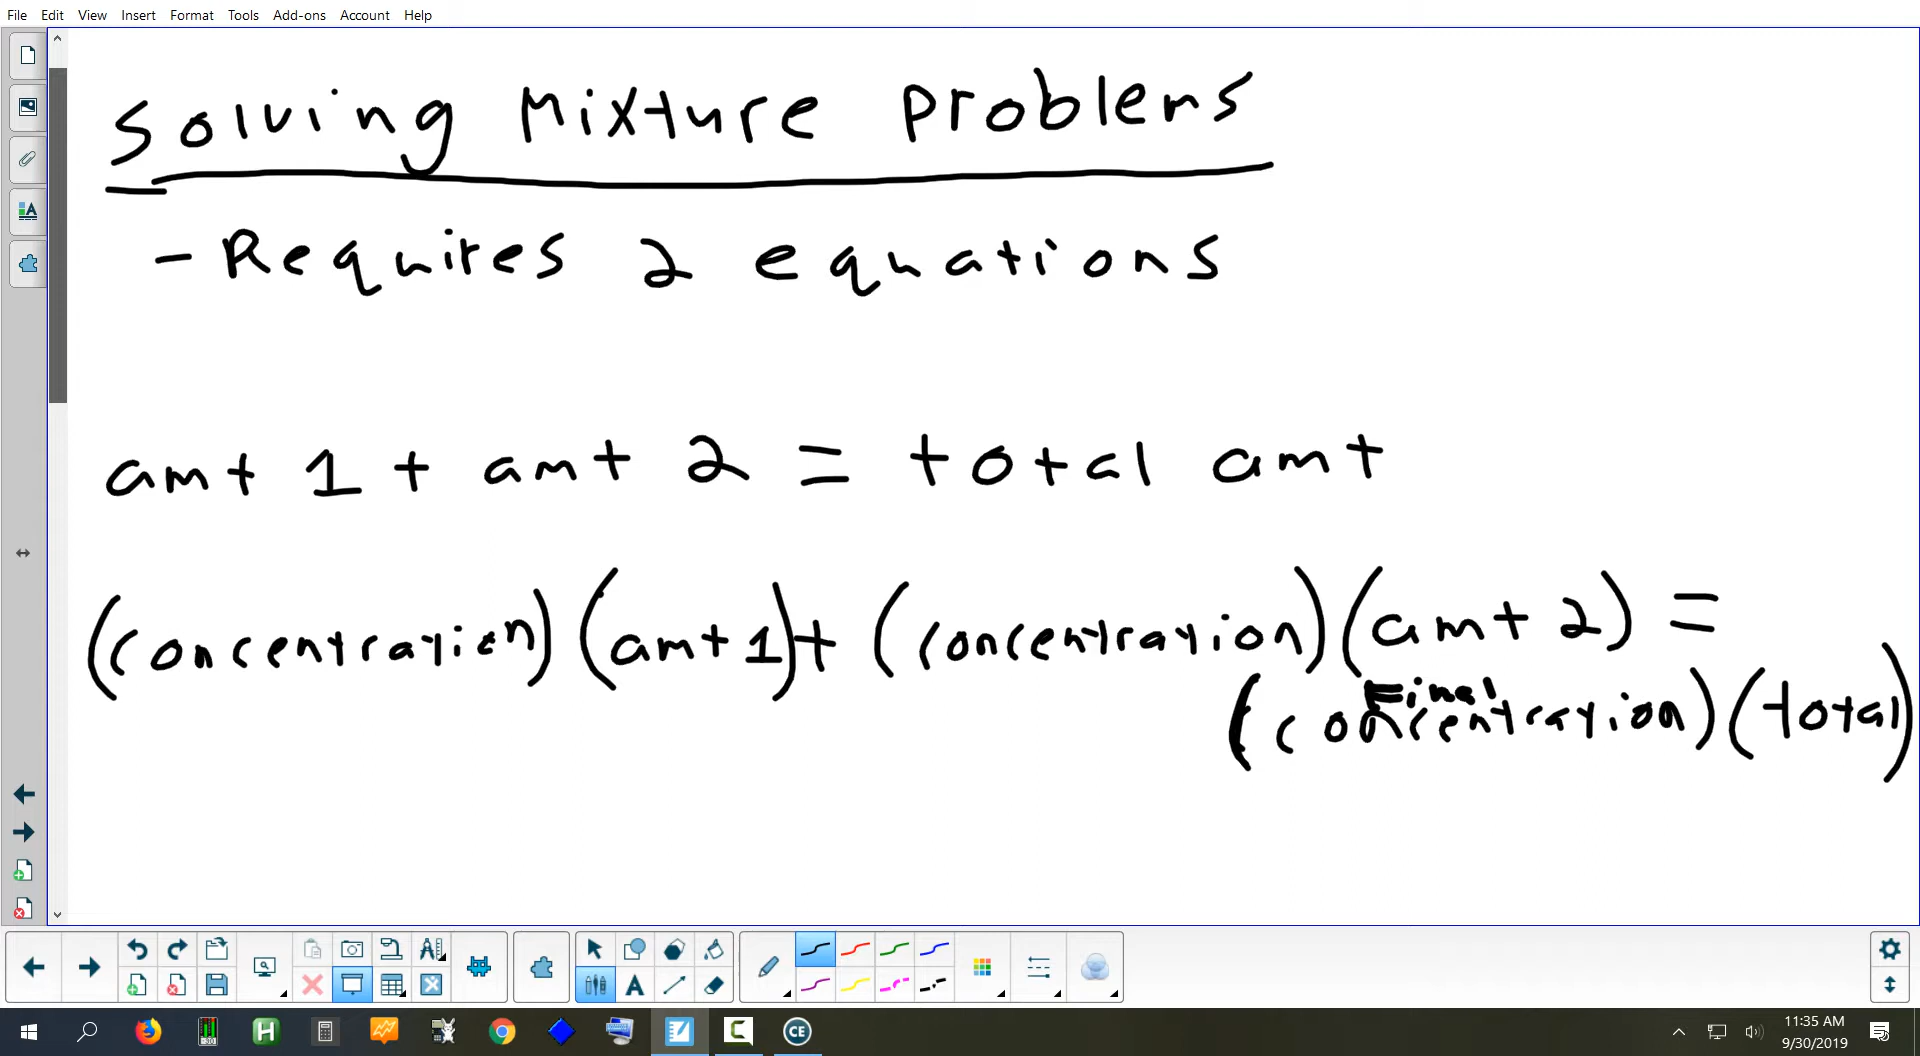 File Edit View Insert Format Tools Add-ons Account Help
Solving Mixture Problems
- Requires 2 equations
amt 1 + amt 2 = total amt
(concentration)(amt 1) + (concentration)(amt 2) =
Final
(concentration)(total)
11:35 AM
9/30/2019